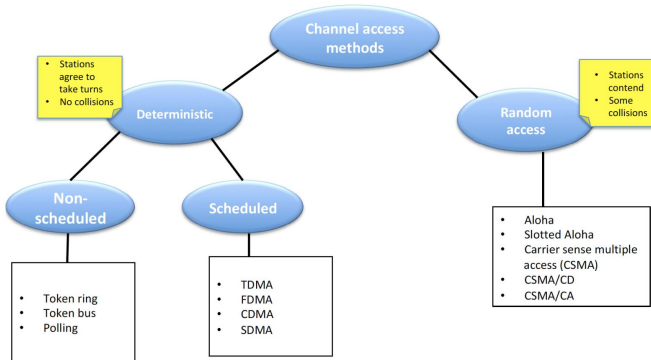 Channel access
methods
• Stations
agree to
take turns
• No collisions
• Stations
contend
• Some
collisions
Deterministic
Random
access
Non-
scheduled
Scheduled
• Aloha
• Slotted Aloha
• Carrier sense multiple
access (CSMA)
• CSMA/CD
• CSMA/CA
• Token ring
• Token bus
• Polling
• TDMA
• FDMA
• CDMA
• SDMA